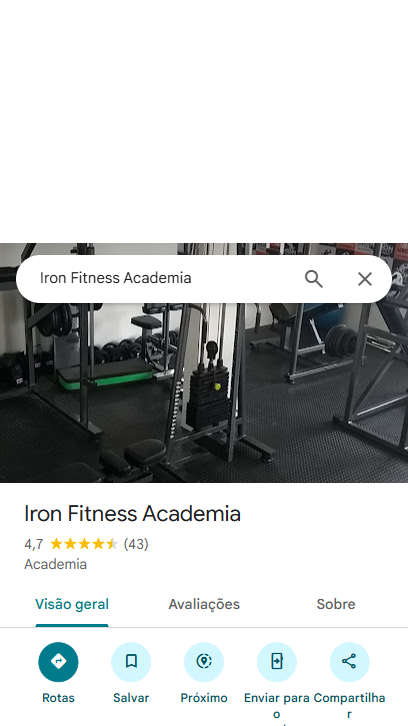 Iron Fitness Academia
Iron Fitness Academia
4,7 (43)
Academia
Visão geral Avaliações Sobre
Rotas Salvar Próximo Enviar para o Compartilhar